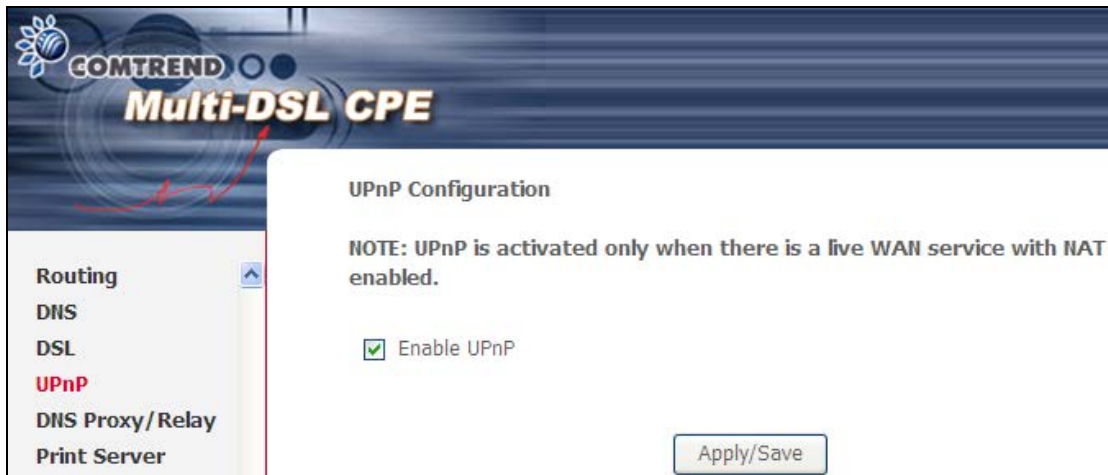 COMTREND
Multi-DSL CPE
UPnP Configuration
NOTE: UPnP is activated only when there is a live WAN service with NAT
enabled.
Enable UPnP
Apply/Save
Routing
DNS
DSL
UPnP
DNS Proxy/Relay
Print Server